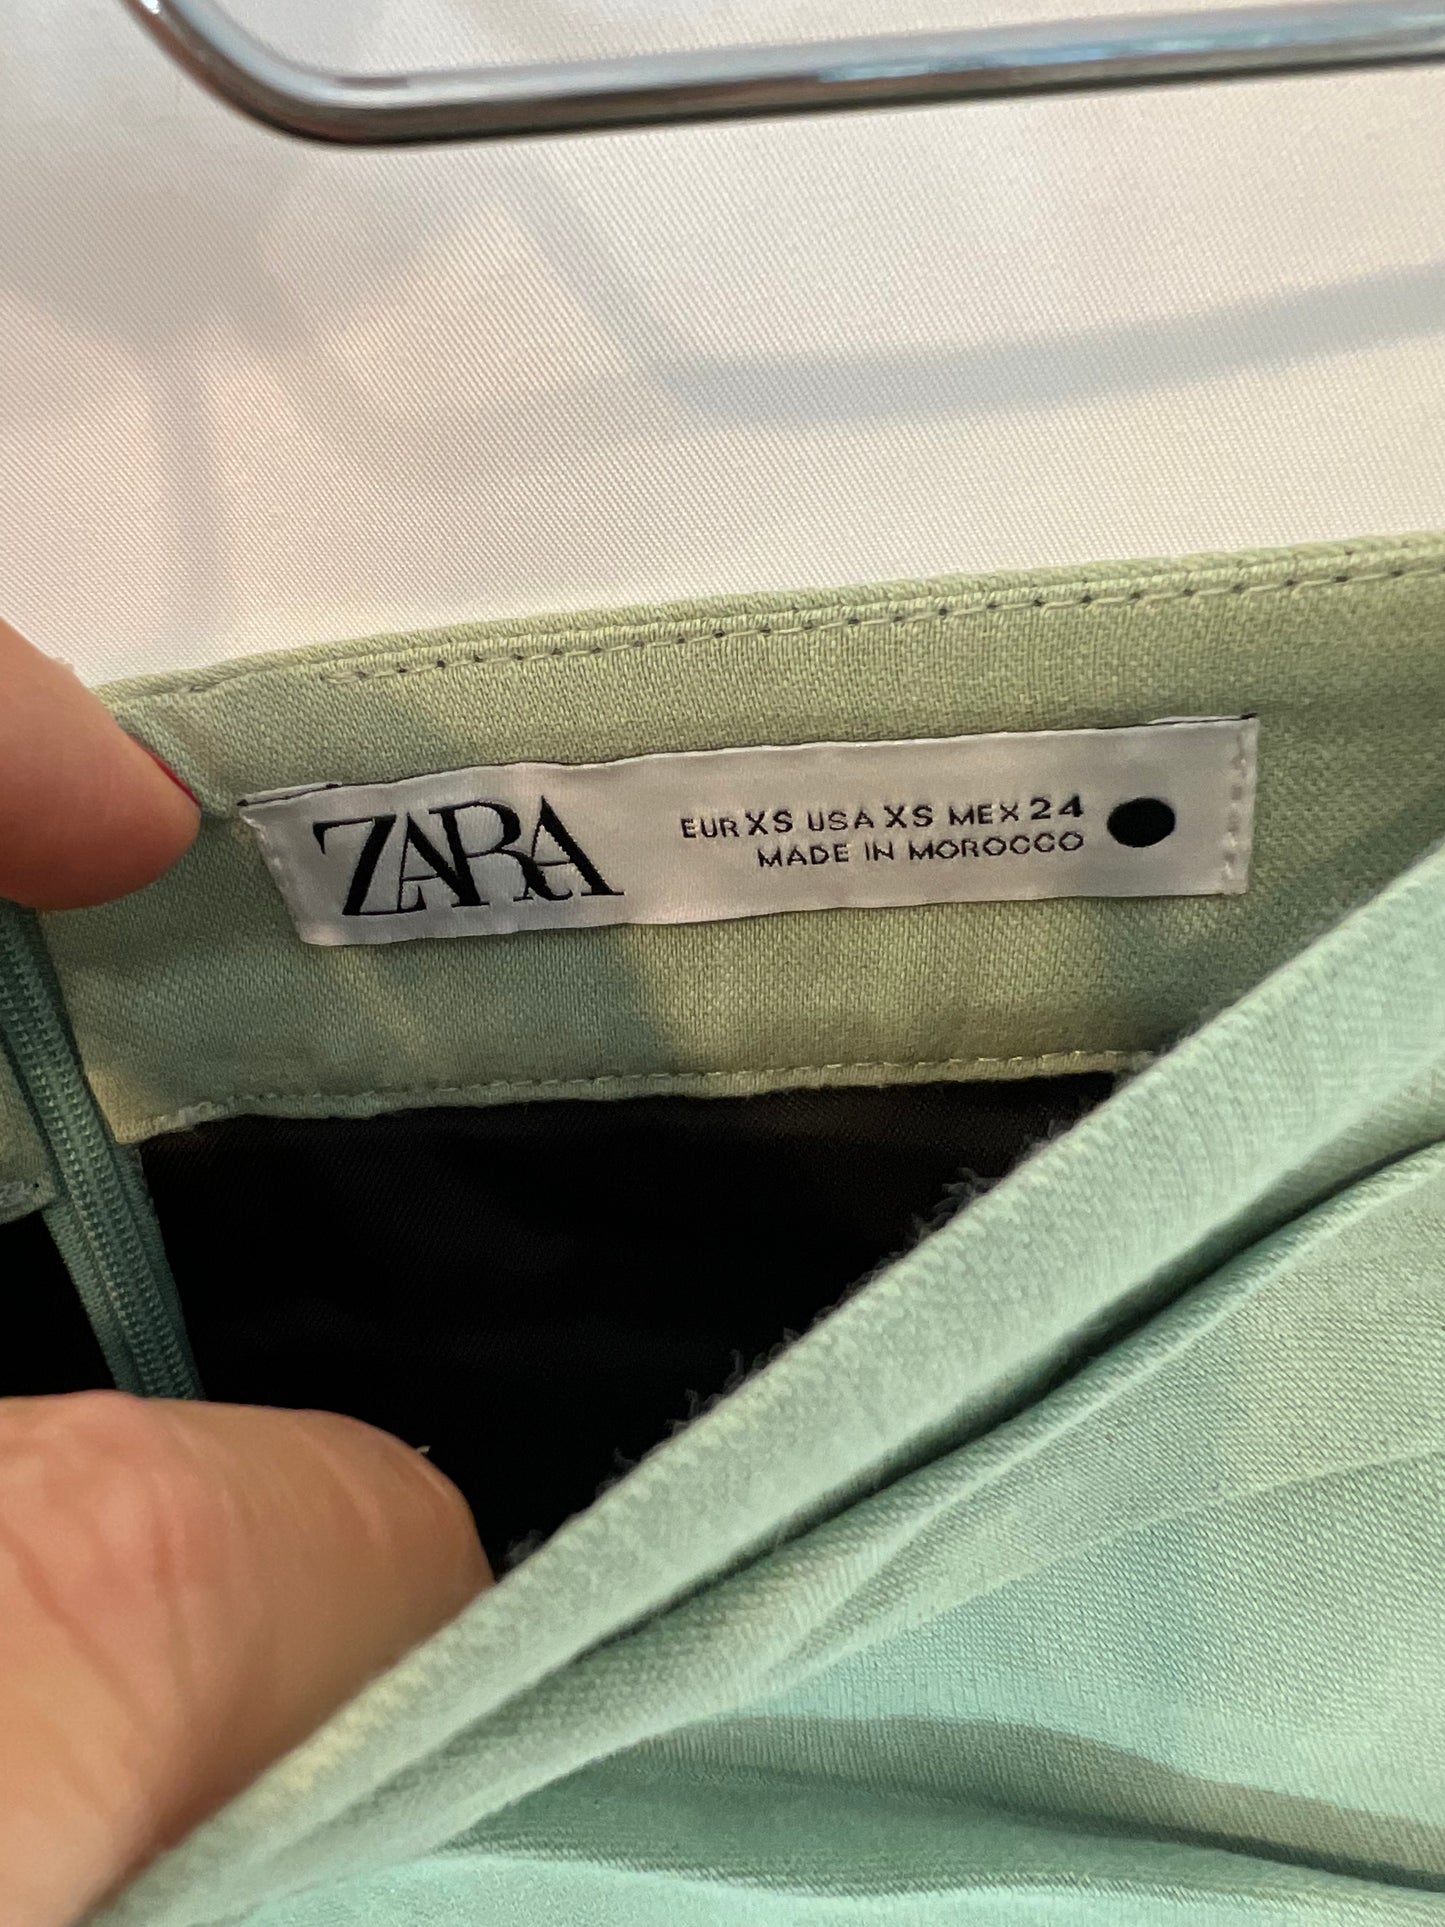 ZARA
EUR XS USA XS MEX 24
MADE IN MOROCCO